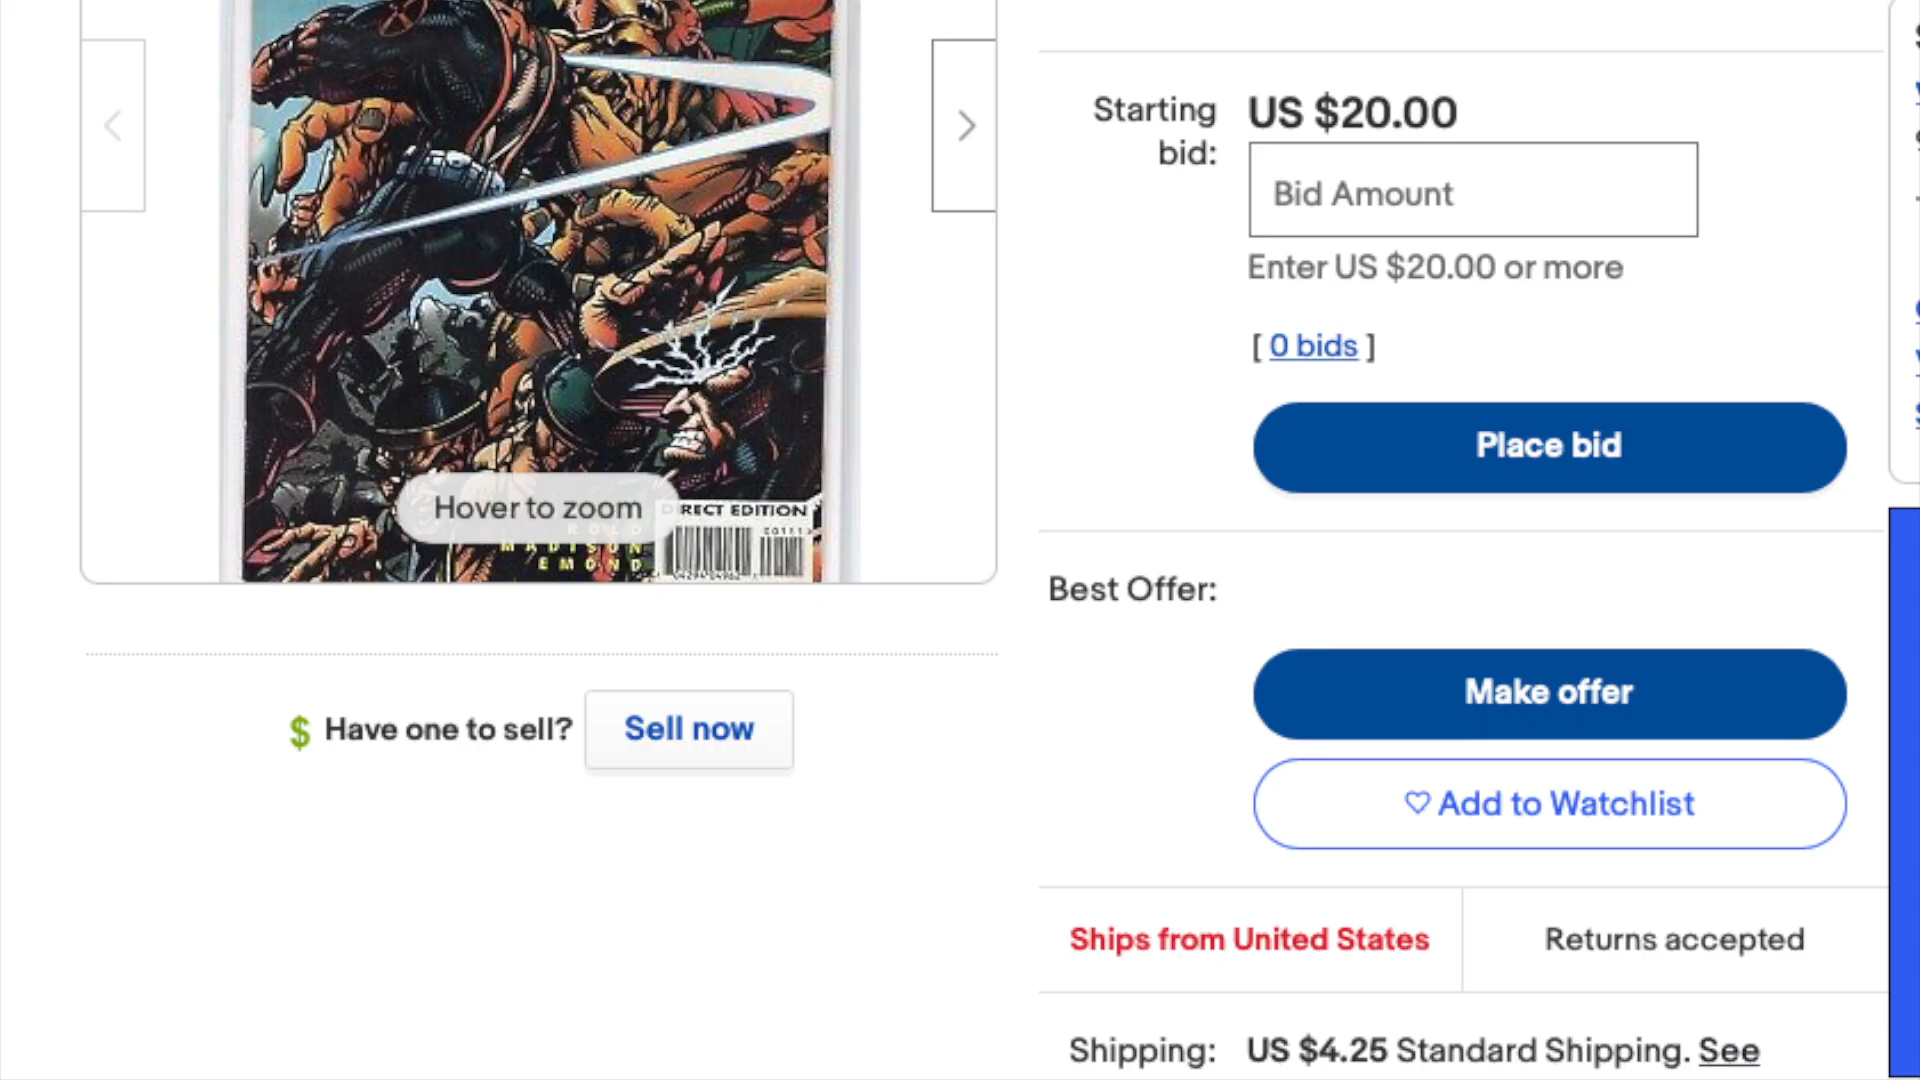 Starting bid:
US $20.00
Bid Amount
Enter US $20.00 or more
[ 0 bids ]
Place bid
Best Offer:
Make offer
Add to Watchlist
Ships from United States
Returns accepted
Shipping: US $4.25 Standard Shipping. See
Hover to zoom
RECT EDITION
MADISON
EMOND
$ Have one to sell? Sell now